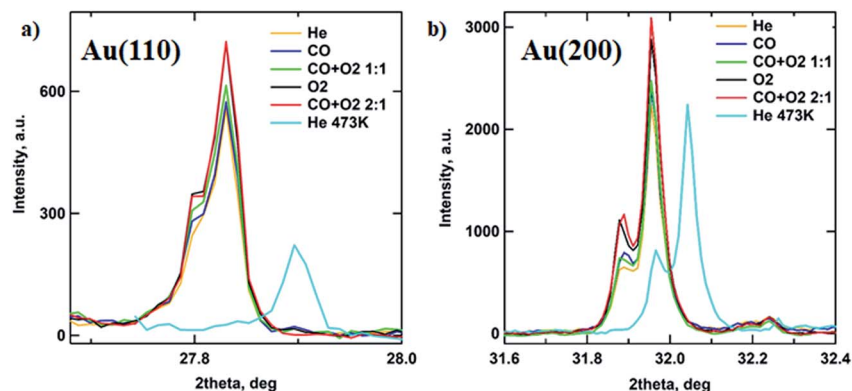 a)
Au(110)
He
CO
CO+O2 1:1
O2
CO+O2 2:1
He 473K
Intensity, a.u.
600
300
0
27.8
28.0
2theta, deg
b)
Au(200)
He
CO
CO+O2 1:1
O2
CO+O2 2:1
He 473K
Intensity, a.u.
3000
2000
1000
0
31.6
31.8
32.0
32.2
32.4
2theta, deg